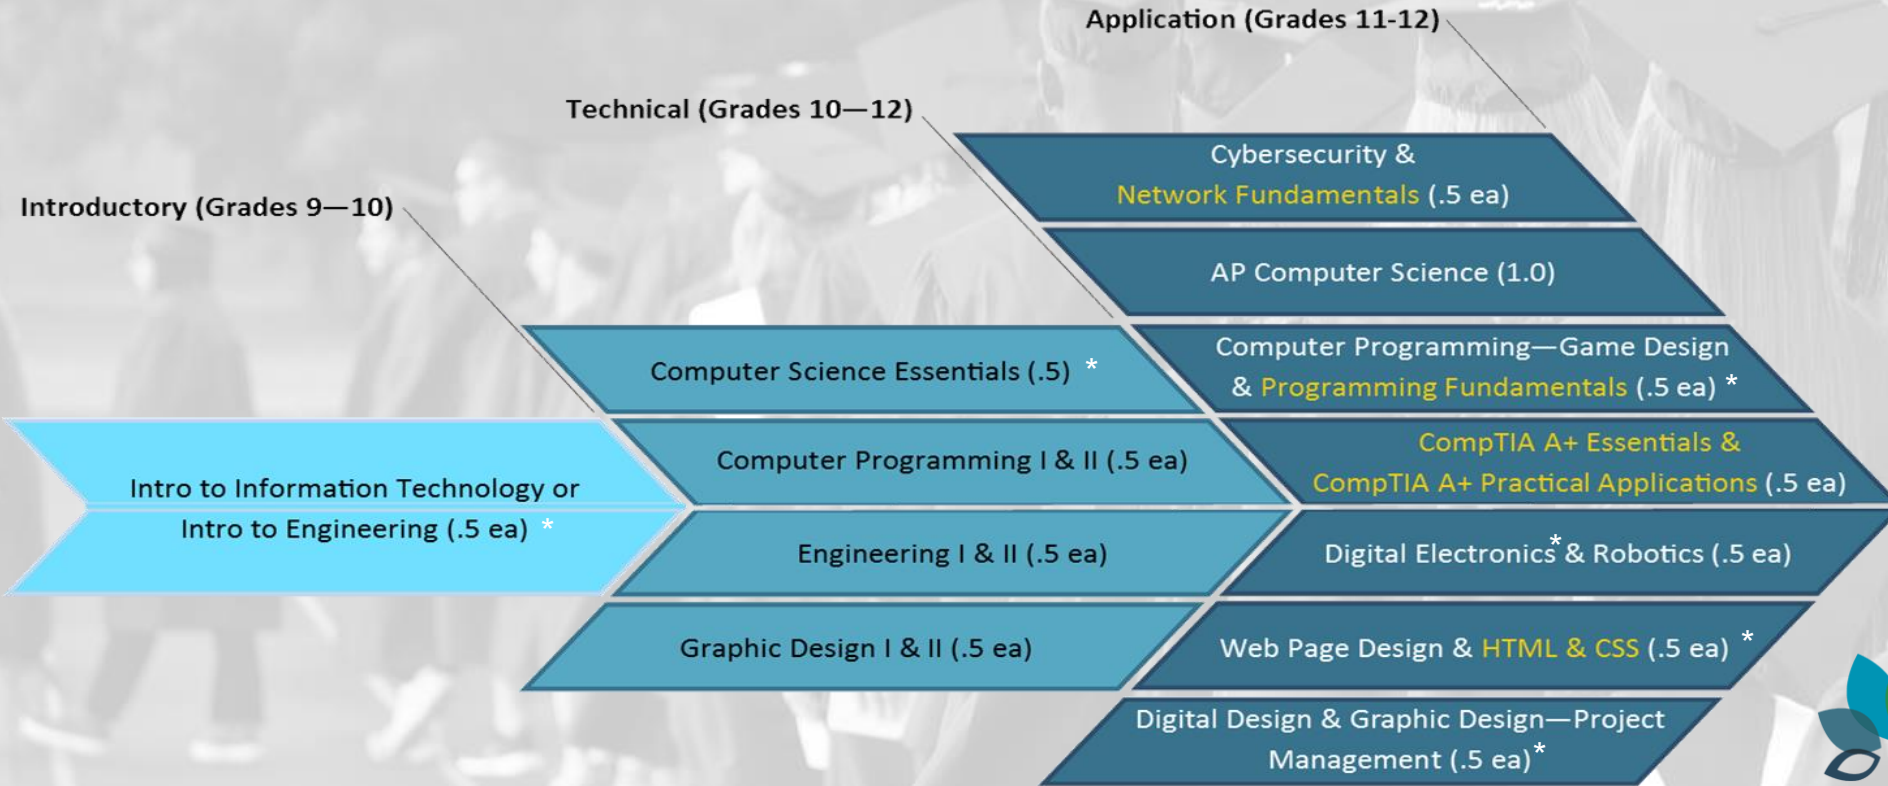 Application (Grades 11-12)
Technical (Grades 10—12)
Introductory (Grades 9—10)
Cybersecurity &
Network Fundamentals (.5 ea)
AP Computer Science (1.0)
Computer Programming—Game Design
& Programming Fundamentals (.5 ea) *
CompTIA A+ Essentials &
CompTIA A+ Practical Applications (.5 ea)
Digital Electronics* & Robotics (.5 ea)
Web Page Design & HTML & CSS (.5 ea) *
Digital Design & Graphic Design—Project
Management (.5 ea)*
Computer Science Essentials (.5) *
Computer Programming I & II (.5 ea)
Engineering I & II (.5 ea)
Graphic Design I & II (.5 ea)
Intro to Information Technology or
Intro to Engineering (.5 ea) *